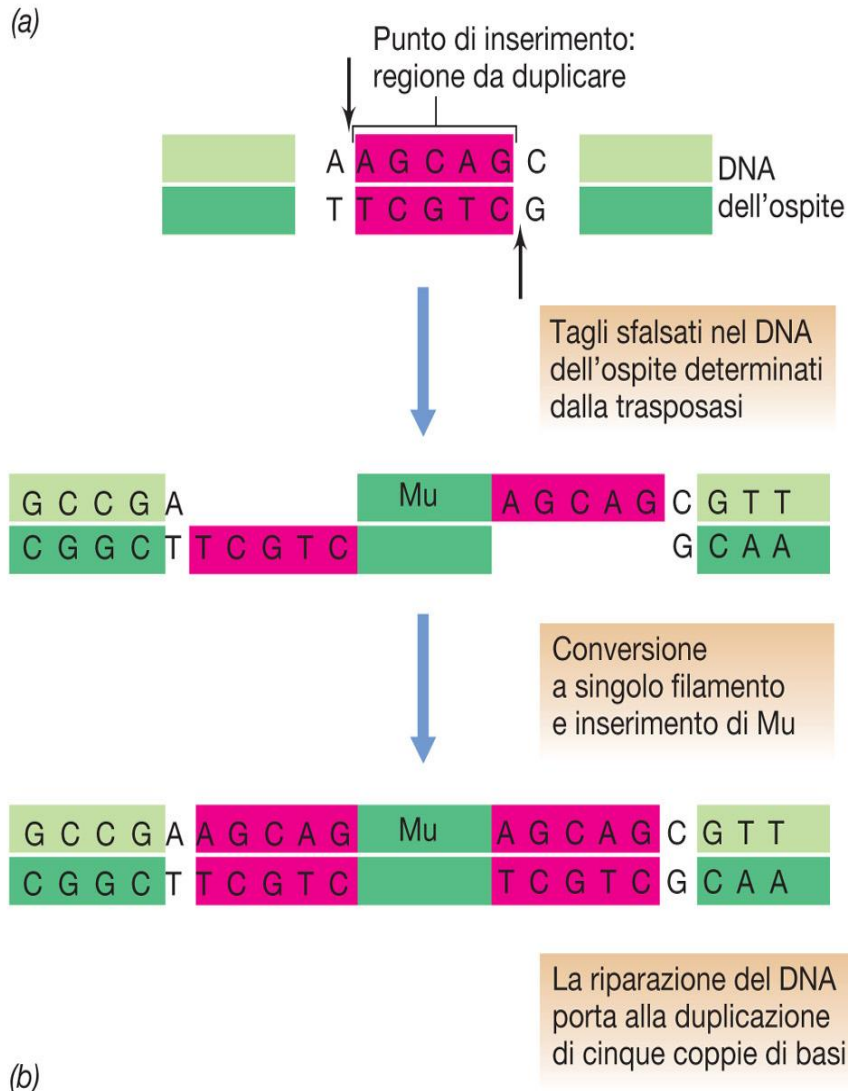 (a)
Punto di inserimento:
regione da duplicare
A A G C A G C
T T C G T C G
DNA
dell'ospite
Tagli sfalsati nel DNA
dell'ospite determinati
dalla trasposasi
G C C G A Mu A G C A G C G T T
C G G C T T C G T C G C A A
Conversione
a singolo filamento
e inserimento di Mu
G C C G A A G C A G Mu A G C A G C G T T
C G G C T T C G T C T C G T C G C A A
La riparazione del DNA
porta alla duplicazione
di cinque coppie di basi
(b)